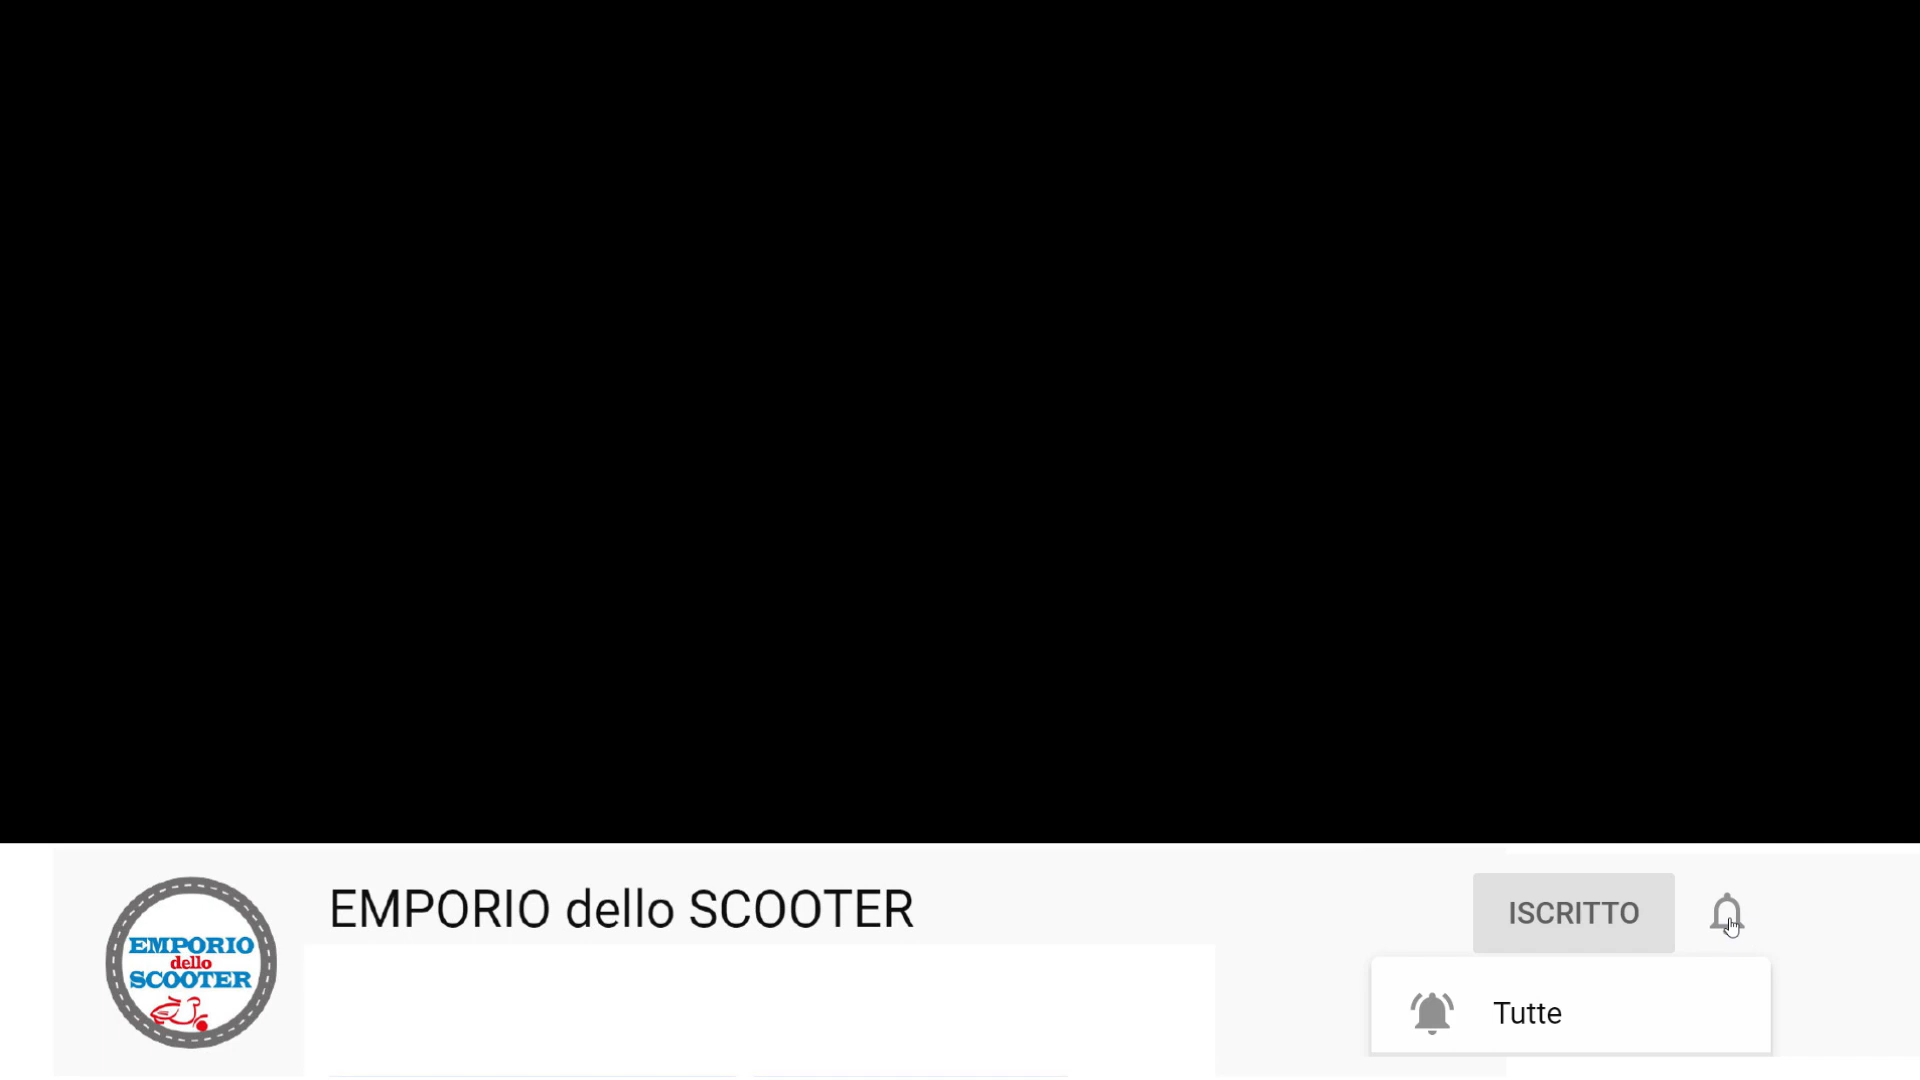 EMPORIO dello SCOOTER
ISCRITTO
EMPORIO
dello
SCOOTER
Tutte